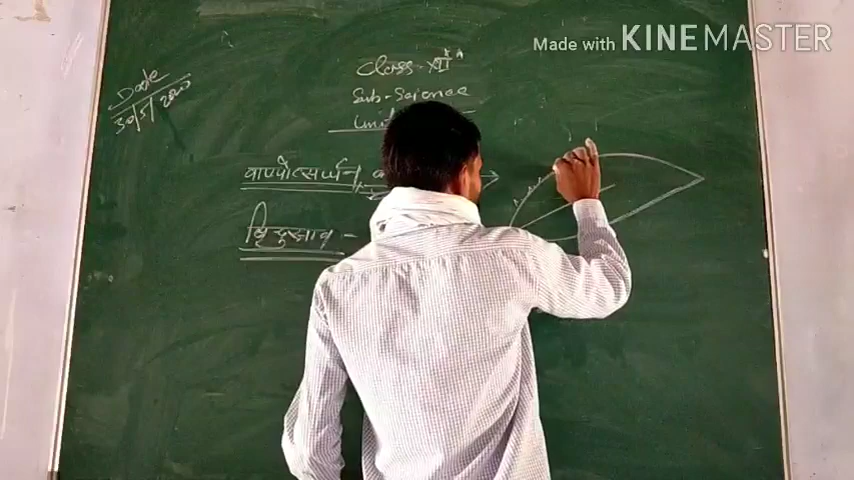 Made with KINEMASTER
Date
30/5/2020
Class - XII A
Sub - Science
Unit
वाष्पोत्सर्जन
बिंदुस्त्राव -